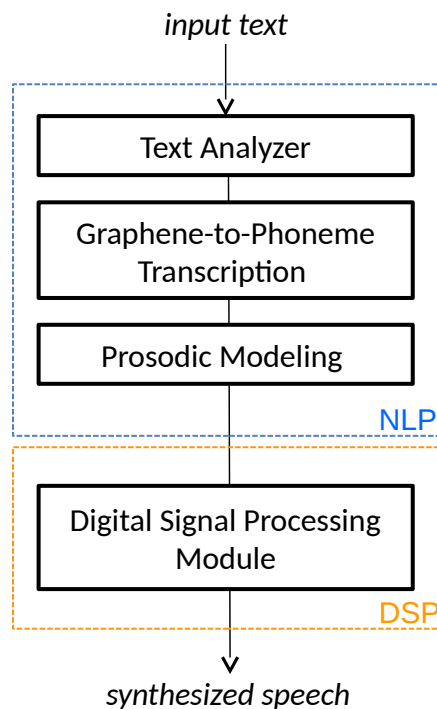 input text
Text Analyzer
Graphene-to-Phoneme
Transcription
Prosodic Modeling
NLP
Digital Signal Processing
Module
DSP
synthesized speech